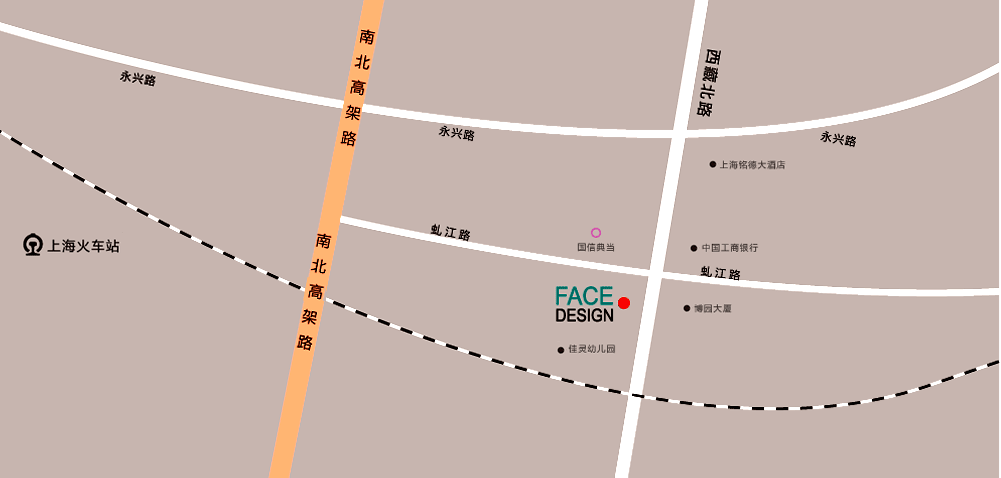 南北高架路
西藏北路
永兴路
永兴路
永兴路
上海铭德大酒店
虬江路
南北高架路
上海火车站
国信典当
中国工商银行
虬江路
FACE
DESIGN
博园大厦
佳灵幼儿园